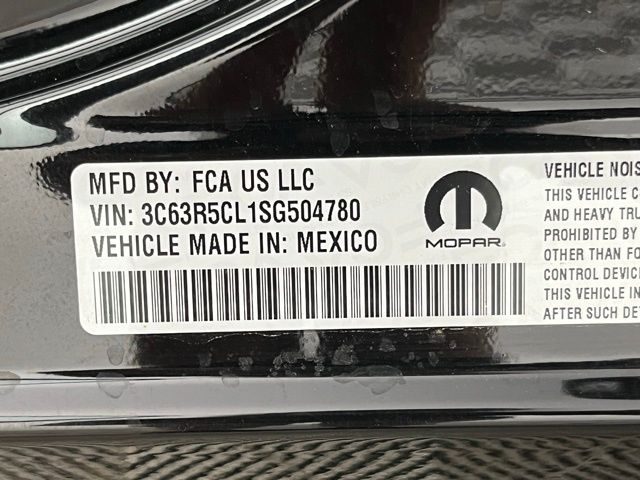 MFD BY: FCA US LLC
VIN: 3C63R5CL1SG504780
VEHICLE MADE IN: MEXICO
MOPAR
VEHICLE NOIS
THIS VEHICLE C
AND HEAVY TRU
PROHIBITED BY
OTHER THAN FO
CONTROL DEVIC
THIS VEHICLE IN
AFTER SUCH DE